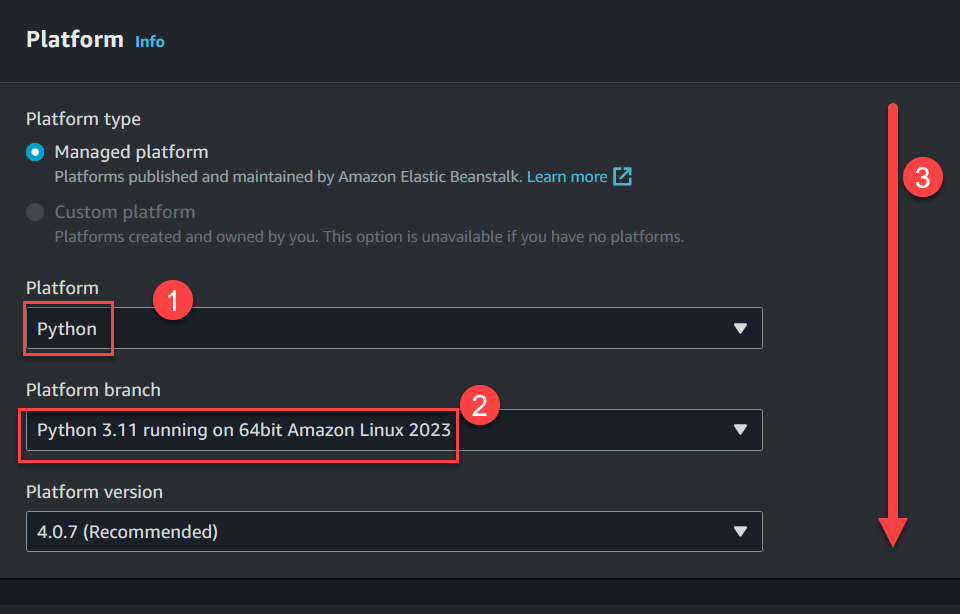 Platform Info
Platform type
Managed platform
Platforms published and maintained by Amazon Elastic Beanstalk. Learn more
3
Custom platform
Platforms created and owned by you. This option is unavailable if you have no platforms.
Platform
1
Python
Platform branch
2
Python 3.11 running on 64bit Amazon Linux 2023
Platform version
4.0.7 (Recommended)